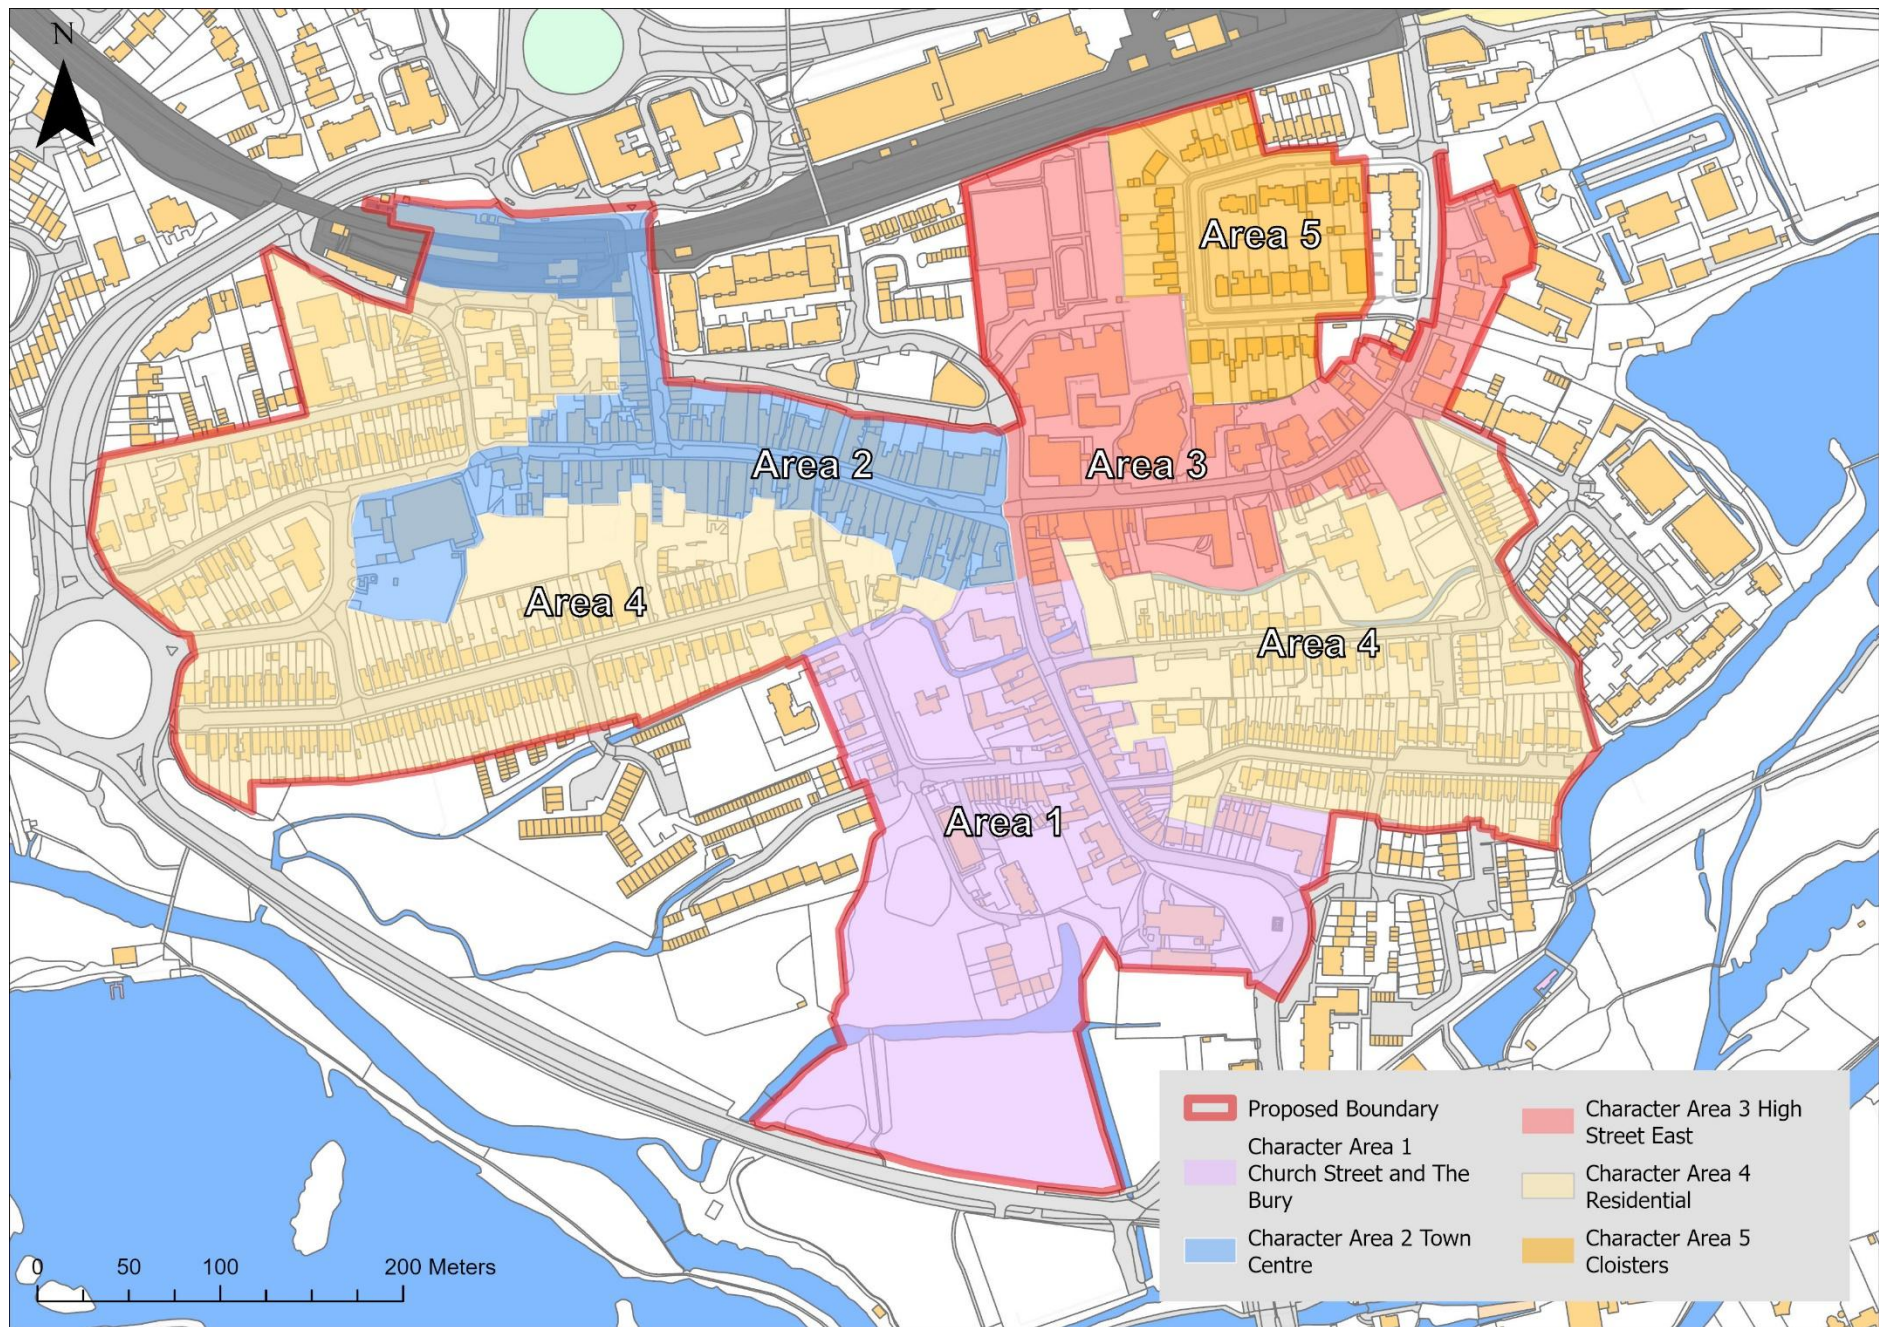 N
Area 5
Area 2
Area 3
Area 4
Area 4
Area 1
Proposed Boundary
Character Area 1
Church Street and The
Bury
Character Area 2 Town
Centre
Character Area 3 High
Street East
Character Area 4
Residential
Character Area 5
Cloisters
0 50 100 200 Meters